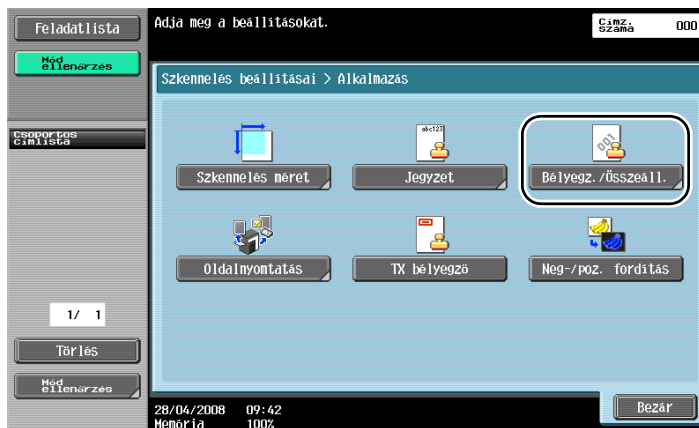 Feladatlista
Adja meg a beállításokat.
Címz.
száma
000
Mód
ellenőrzés
Szkennelés beállításai > Alkalmazás
Csoportos
címlista
abc123
001
Szkennelés méret
Jegyzet
Bélyegz./Összeáll.
Oldalnyomtatás
TX bélyegző
Neg-/poz. fordítás
1/ 1
Törlés
Mód
ellenőrzés
28/04/2008 09:42
Memória 100%
Bezár